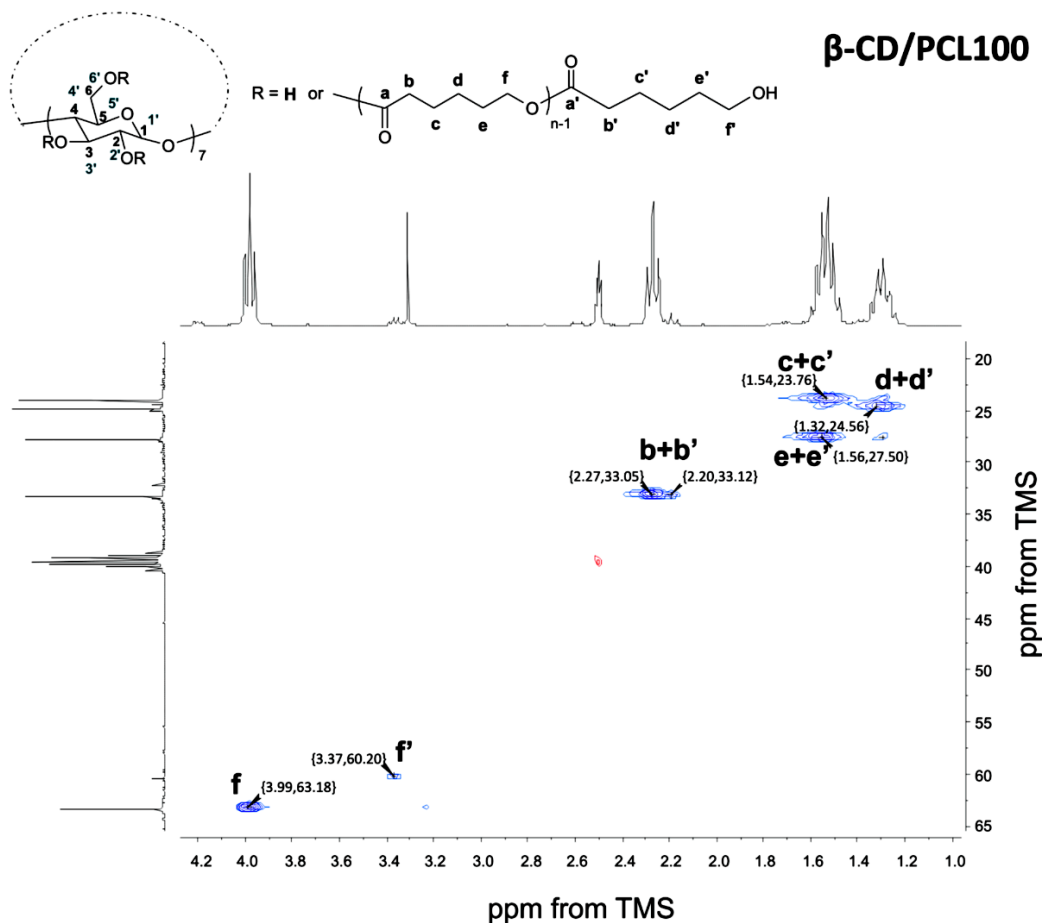 β-CD/PCL100
6'
OR
4' 6
5'
4 5 O 1'
1
RO 2 O
3 2' OR 7
3'
R = H or
b d f c' e'
a O O
a' OH
O n-1
c e b' d' f'
c+c'
{1.54,23.76}
d+d'
{1.32,24.56}
e+e'
{1.56,27.50}
b+b'
{2.27,33.05} {2.20,33.12}
f'
{3.37,60.20}
f
{3.99,63.18}
20
25
30
35
40
45
50
55
60
65
ppm from TMS
4.2 4.0 3.8 3.6 3.4 3.2 3.0 2.8 2.6 2.4 2.2 2.0 1.8 1.6 1.4 1.2 1.0
ppm from TMS